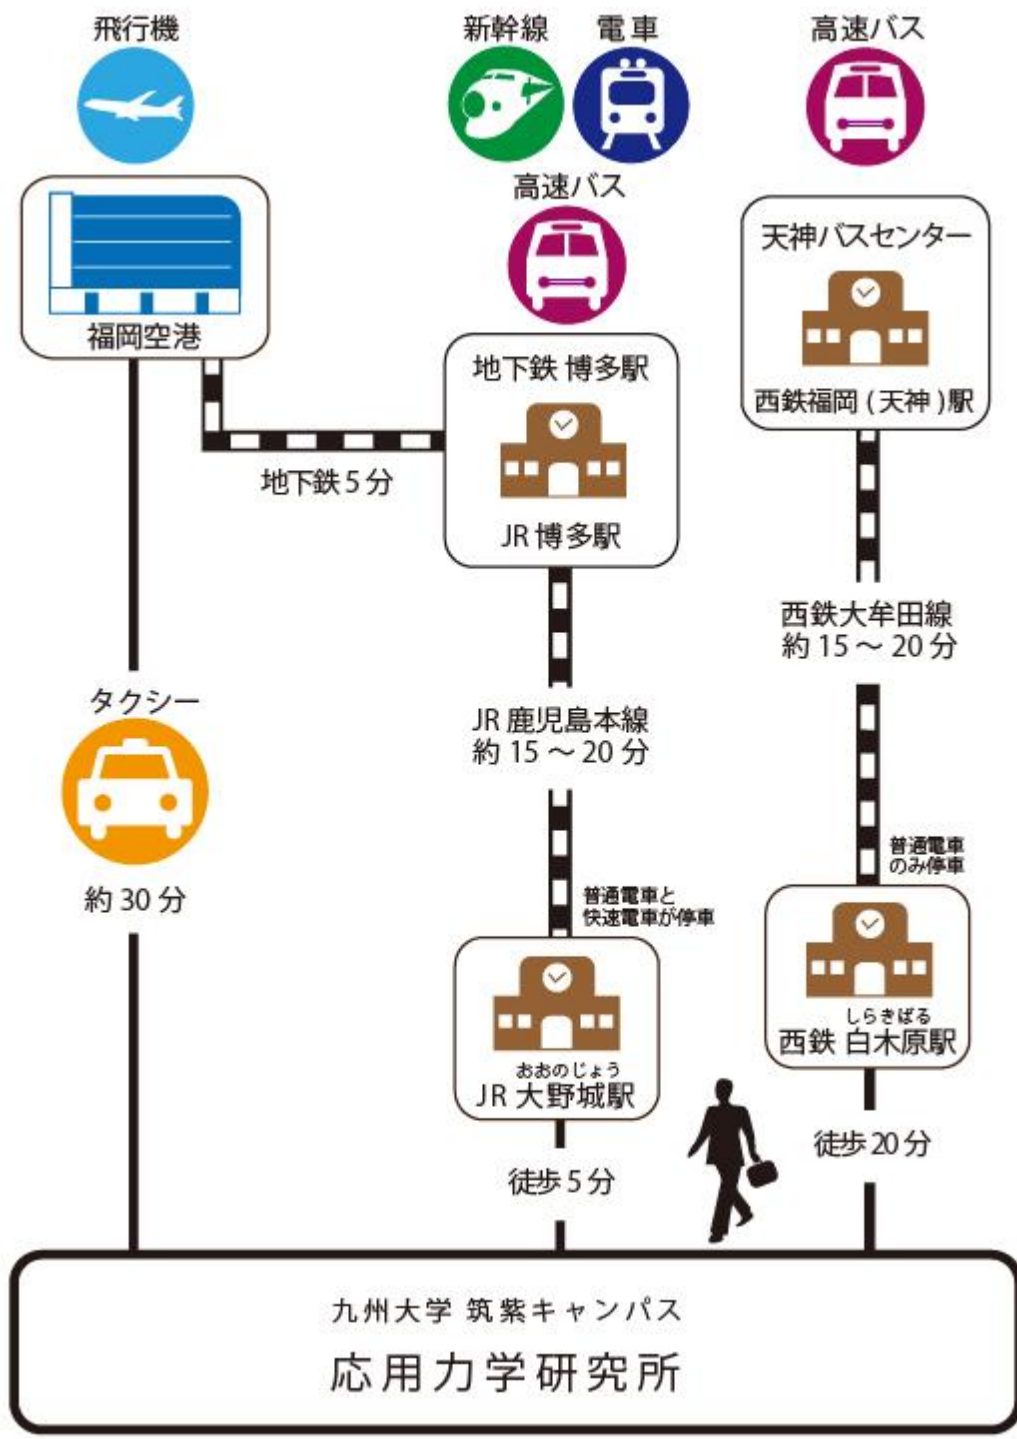 飛行機
新幹線
電車
高速バス
高速バス
福岡空港
地下鉄 博多駅
JR 博多駅
天神バスセンター
西鉄福岡 ( 天神 ) 駅
地下鉄 5 分
タクシー
約 30 分
JR 鹿児島本線
約 15 ～ 20 分
西鉄大牟田線
約 15 ～ 20 分
普通電車と
快速電車が停車
普通電車
のみ停車
おおのじょう
JR 大野城駅
しらきばる
西鉄 白木原駅
徒歩 5 分
徒歩 20 分
九州大学 筑紫キャンパス
応用力学研究所